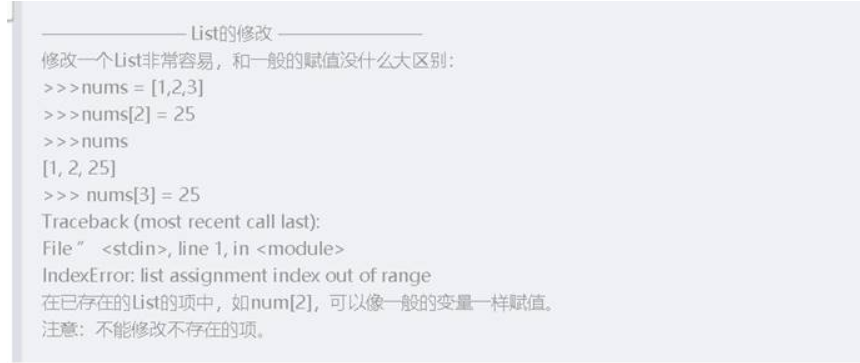 ———————— List的修改 ————————
修改一个List非常容易，和一般的赋值没什么大区别：
>>>nums = [1,2,3]
>>>nums[2] = 25
>>>nums
[1, 2, 25]
>>> nums[3] = 25
Traceback (most recent call last):
File ” <stdin>, line 1, in <module>
IndexError: list assignment index out of range
在已存在的List的项中，如num[2]，可以像一般的变量一样赋值。
注意：不能修改不存在的项。